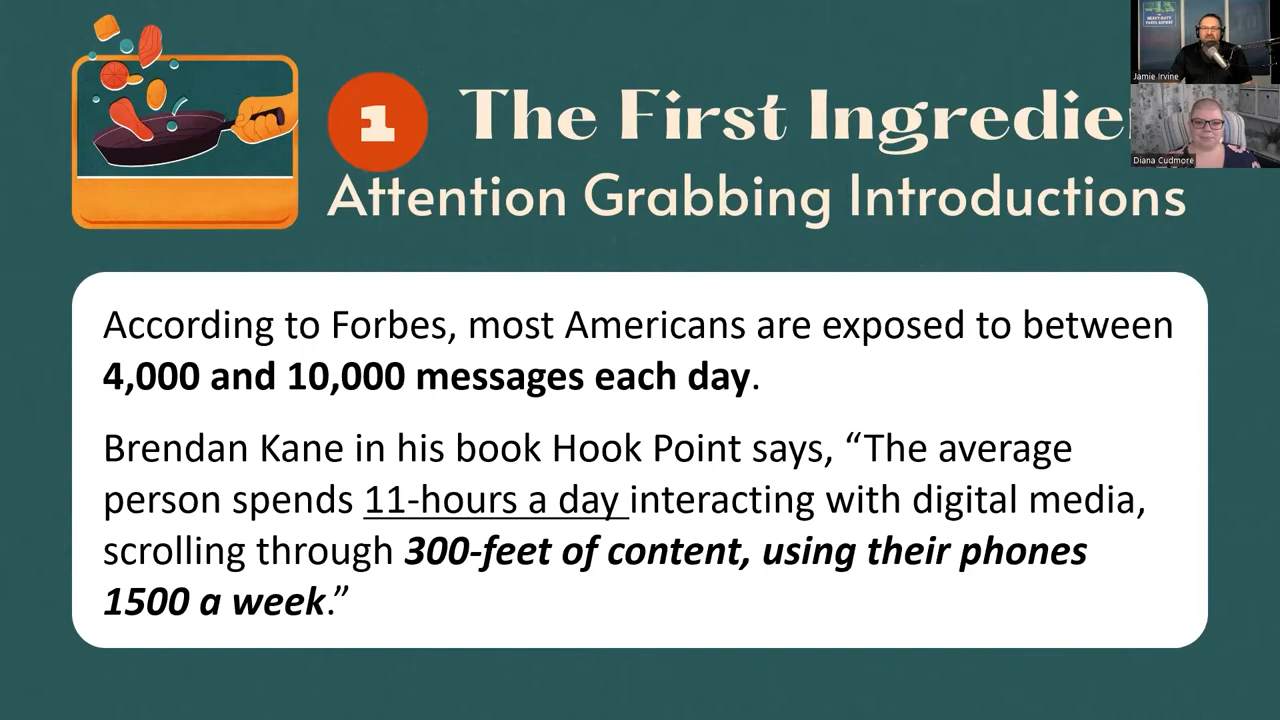 1
The First Ingredie
Attention Grabbing Introductions
According to Forbes, most Americans are exposed to between
4,000 and 10,000 messages each day.
Brendan Kane in his book Hook Point says, “The average
person spends 11-hours a day interacting with digital media,
scrolling through 300-feet of content, using their phones
1500 a week.”
Jamie Irvine
Diana Cudmore